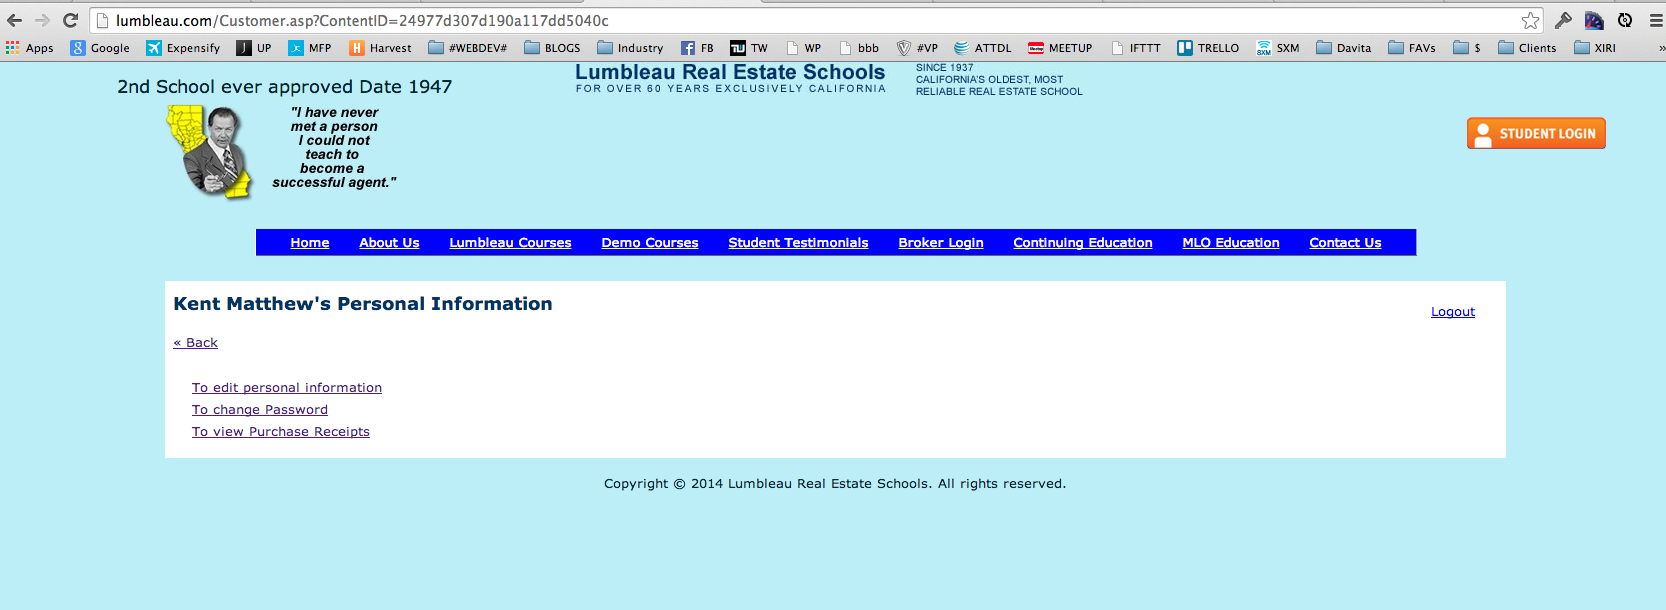 lumbleau.com/Customer.asp?ContentID=24977d307d190a117dd5040c
Apps Google Expensify UP MFP Harvest #WEBDEV# BLOGS Industry FB TW WP bbb #VP ATTDL MEETUP IFTTT TRELLO SXM Davita FAVs $ Clients XIRI »
2nd School ever approved Date 1947
"I have never
met a person
I could not
teach to
become a
successful agent."
Lumbleau Real Estate Schools
FOR OVER 60 YEARS EXCLUSIVELY CALIFORNIA
SINCE 1937
CALIFORNIA'S OLDEST, MOST
RELIABLE REAL ESTATE SCHOOL
STUDENT LOGIN
Home About Us Lumbleau Courses Demo Courses Student Testimonials Broker Login Continuing Education MLO Education Contact Us
Kent Matthew's Personal Information
Logout
« Back
To edit personal information
To change Password
To view Purchase Receipts
Copyright © 2014 Lumbleau Real Estate Schools. All rights reserved.